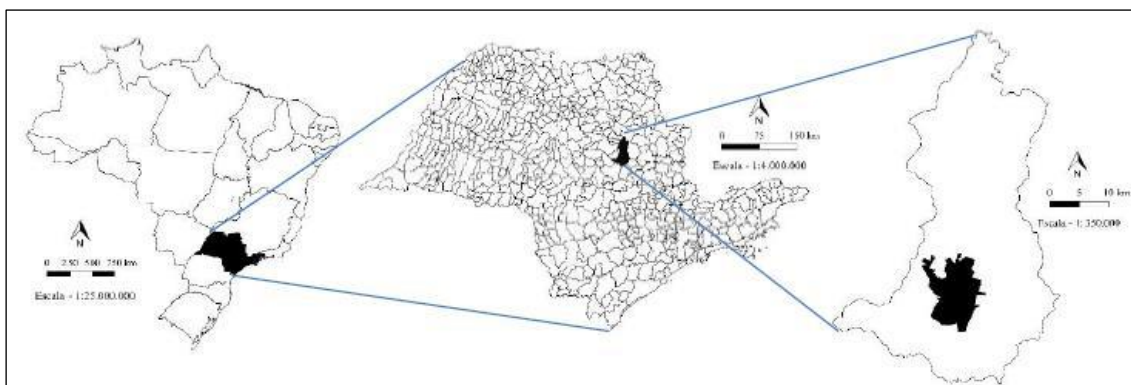 N
0 250 500 750 km
Escala - 1:25.000.000
N
0 75 150 km
Escala - 1:4.000.000
N
0 5 10 km
Escala - 1: 350.000